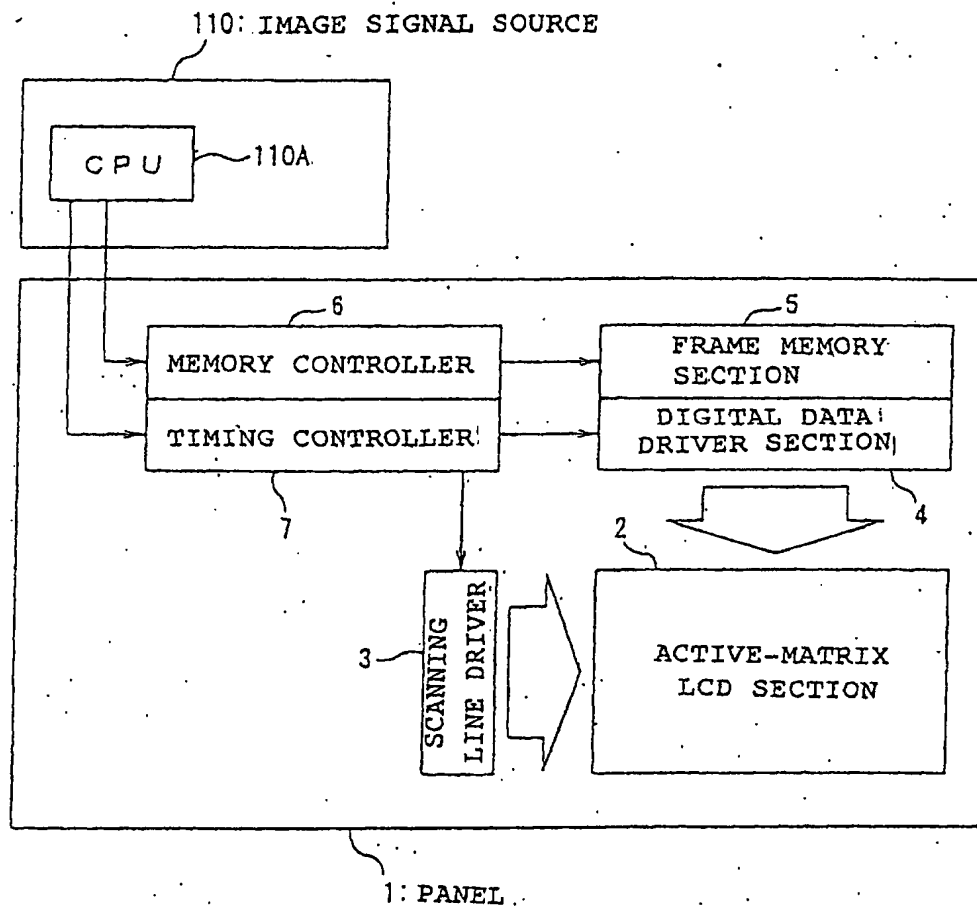 110: IMAGE SIGNAL SOURCE
CPU
110A
6
5
MEMORY CONTROLLER
FRAME MEMORY
SECTION
TIMING CONTROLLER
DIGITAL DATA
DRIVER SECTION
7
4
2
3
SCANNING
LINE DRIVER
ACTIVE-MATRIX
LCD SECTION
1: PANEL